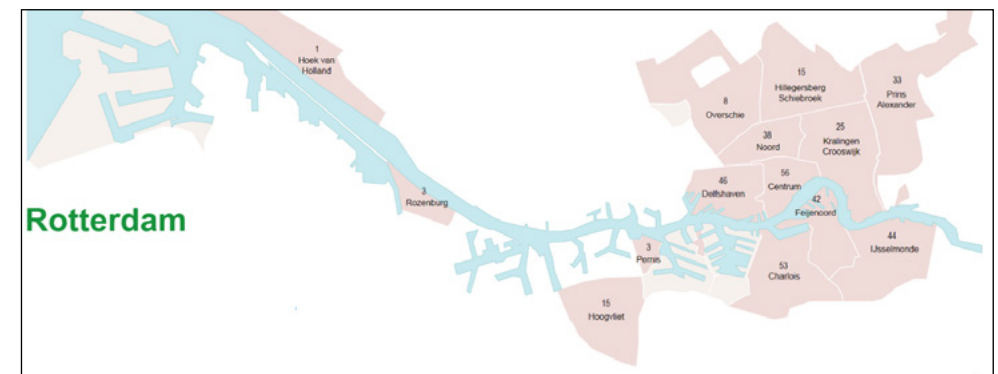 1
Hoek van
Holland
15
Hillegersberg
Schiebroek
33
Prins
Alexander
8
Overschie
38
Noord
25
Kralingen
Crooswijk
3
Rozenburg
46
Delfshaven
56
Centrum
42
Feijenoord
Rotterdam
3
Pernis
44
IJsselmonde
53
Charlois
15
Hoogvliet